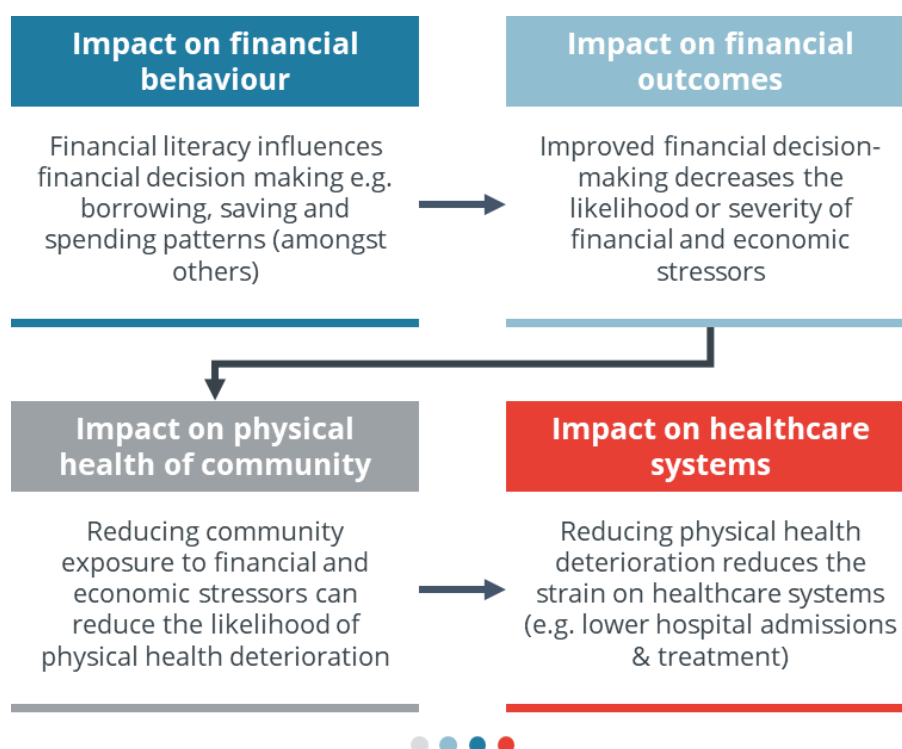 Impact on financial
behaviour
Financial literacy influences
financial decision making e.g.
borrowing, saving and
spending patterns (amongst
others)
Impact on financial
outcomes
Improved financial decision-
making decreases the
likelihood or severity of
financial and economic
stressors
Impact on physical
health of community
Reducing community
exposure to financial and
economic stressors can
reduce the likelihood of
physical health deterioration
Impact on healthcare
systems
Reducing physical health
deterioration reduces the
strain on healthcare systems
(e.g. lower hospital admissions
& treatment)